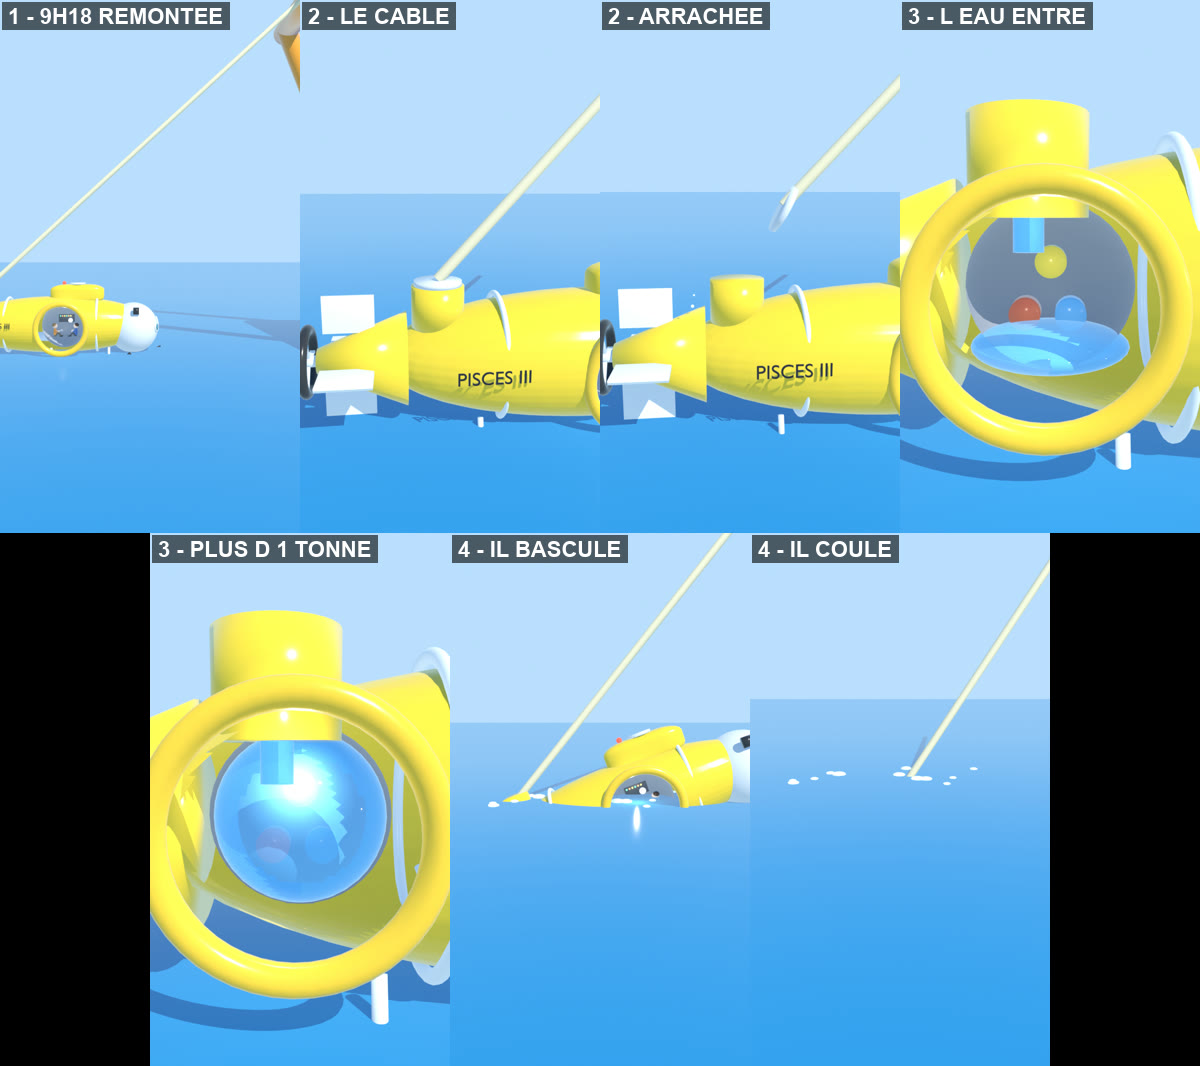 1 - 9H18 REMONTEE
2 - LE CABLE
2 - ARRACHEE
3 - L EAU ENTRE
PISCES III
PISCES III
3 - PLUS D 1 TONNE
4 - IL BASCULE
4 - IL COULE